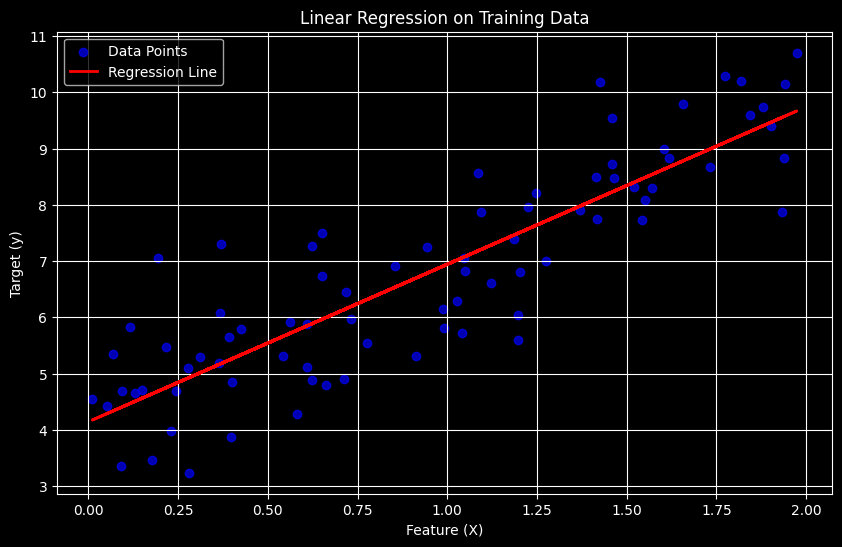 Linear Regression on Training Data
Data Points
Regression Line
11
10
9
8
7
6
5
4
3
Target (y)
0.00 0.25 0.50 0.75 1.00 1.25 1.50 1.75 2.00
Feature (X)